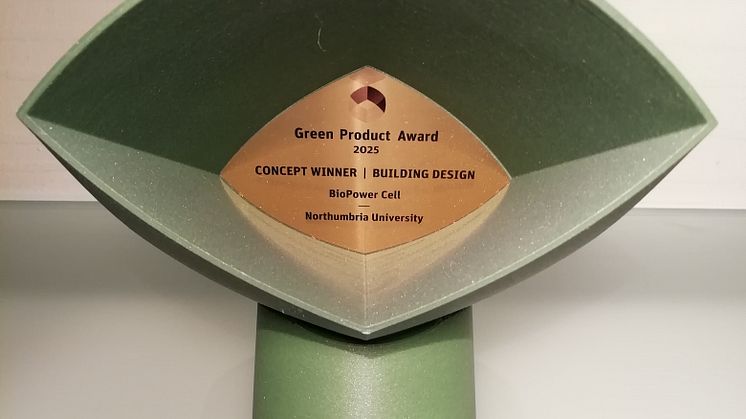 Green Product Award
2025
CONCEPT WINNER | BUILDING DESIGN
BioPower Cell
—
Northumbria University